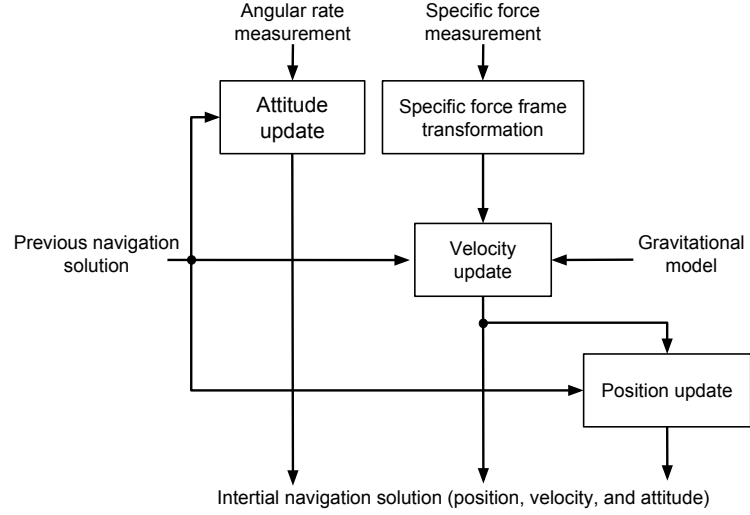 Angular rate
measurement
Specific force
measurement
Attitude
update
Specific force frame
transformation
Previous navigation
solution
Velocity
update
Gravitational
model
Position update
Intertial navigation solution (position, velocity, and attitude)